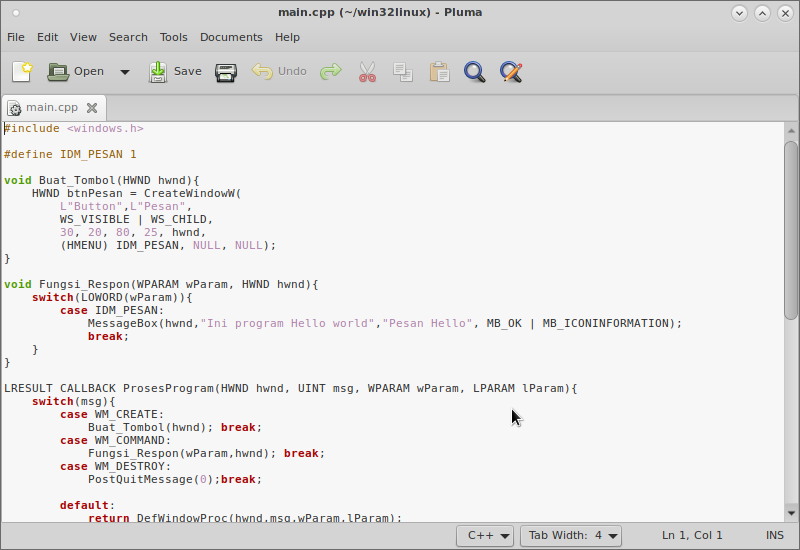 main.cpp (~/win32linux) - Pluma
File Edit View Search Tools Documents Help
Open Save Undo
main.cpp
#include <windows.h>

#define IDM_PESAN 1

void Buat_Tombol(HWND hwnd){
    HWND btnPesan = CreateWindowW(
        L"Button",L"Pesan",
        WS_VISIBLE | WS_CHILD,
        30, 20, 80, 25, hwnd,
        (HMENU) IDM_PESAN, NULL, NULL);
}

void Fungsi_Respon(WPARAM wParam, HWND hwnd){
    switch(LOWORD(wParam)){
        case IDM_PESAN:
            MessageBox(hwnd,"Ini program Hello world","Pesan Hello", MB_OK | MB_ICONINFORMATION);
            break;
    }
}

LRESULT CALLBACK ProsesProgram(HWND hwnd, UINT msg, WPARAM wParam, LPARAM lParam){
    switch(msg){
        case WM_CREATE:
            Buat_Tombol(hwnd); break;
        case WM_COMMAND:
            Fungsi_Respon(wParam,hwnd); break;
        case WM_DESTROY:
            PostQuitMessage(0);break;

        default:
            return DefWindowProc(hwnd,msg,wParam,lParam);
C++ Tab Width: 4 Ln 1, Col 1 INS